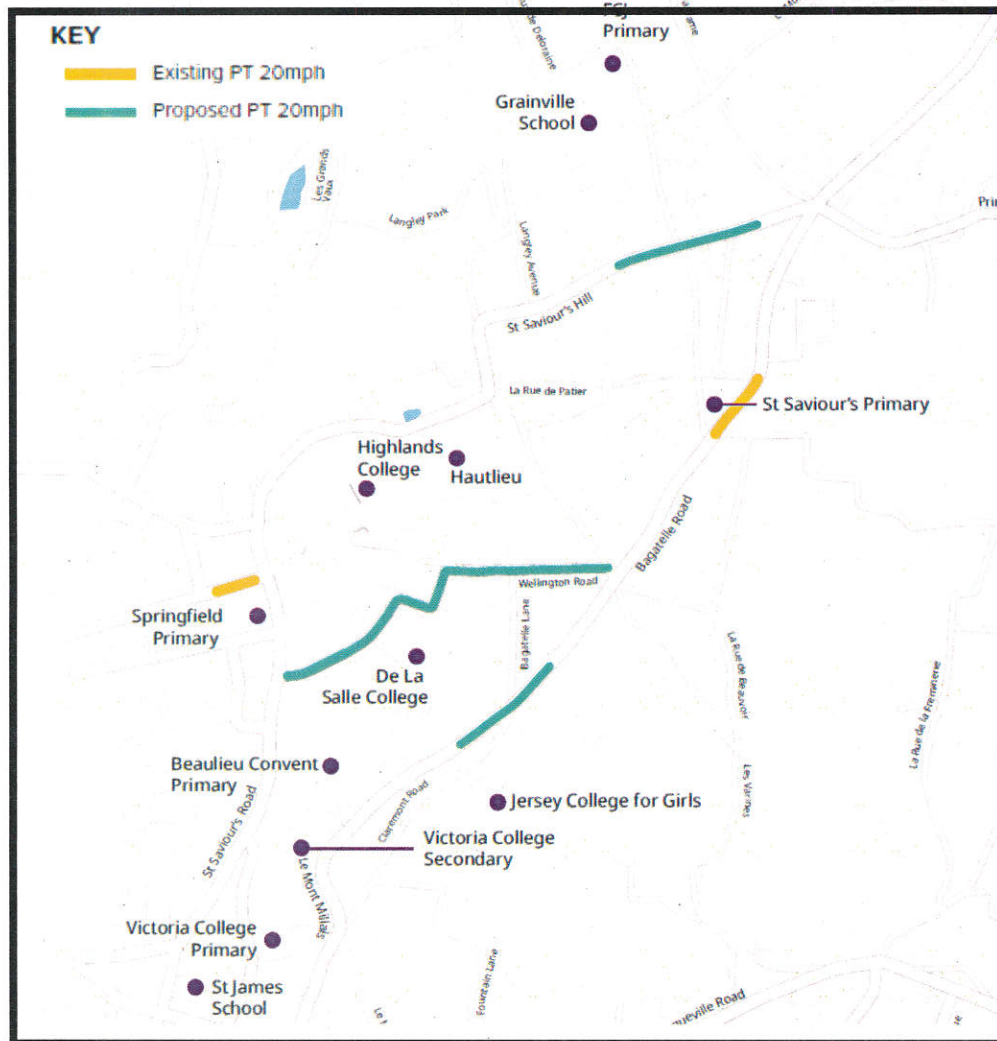 KEY
Existing PT 20mph
Proposed PT 20mph
Primary
Grainville
School
Les Grands
Vaux
Langley Park
Langley Avenue
St Saviour's Hill
La Rue de Patier
St Saviour's Primary
Highlands
College
Hautlieu
Bagatelle Road
Wellington Road
Bagatelle Lane
Springfield
Primary
De La
Salle College
La Rue de Beauvoir
La Rue de la Freminerie
Beaulieu Convent
Primary
Les Varines
Jersey College for Girls
Claremont Road
St Saviour's Road
Victoria College
Secondary
Le Mont Millais
Victoria College
Primary
St James
School
Fountain Lane
ueville Road